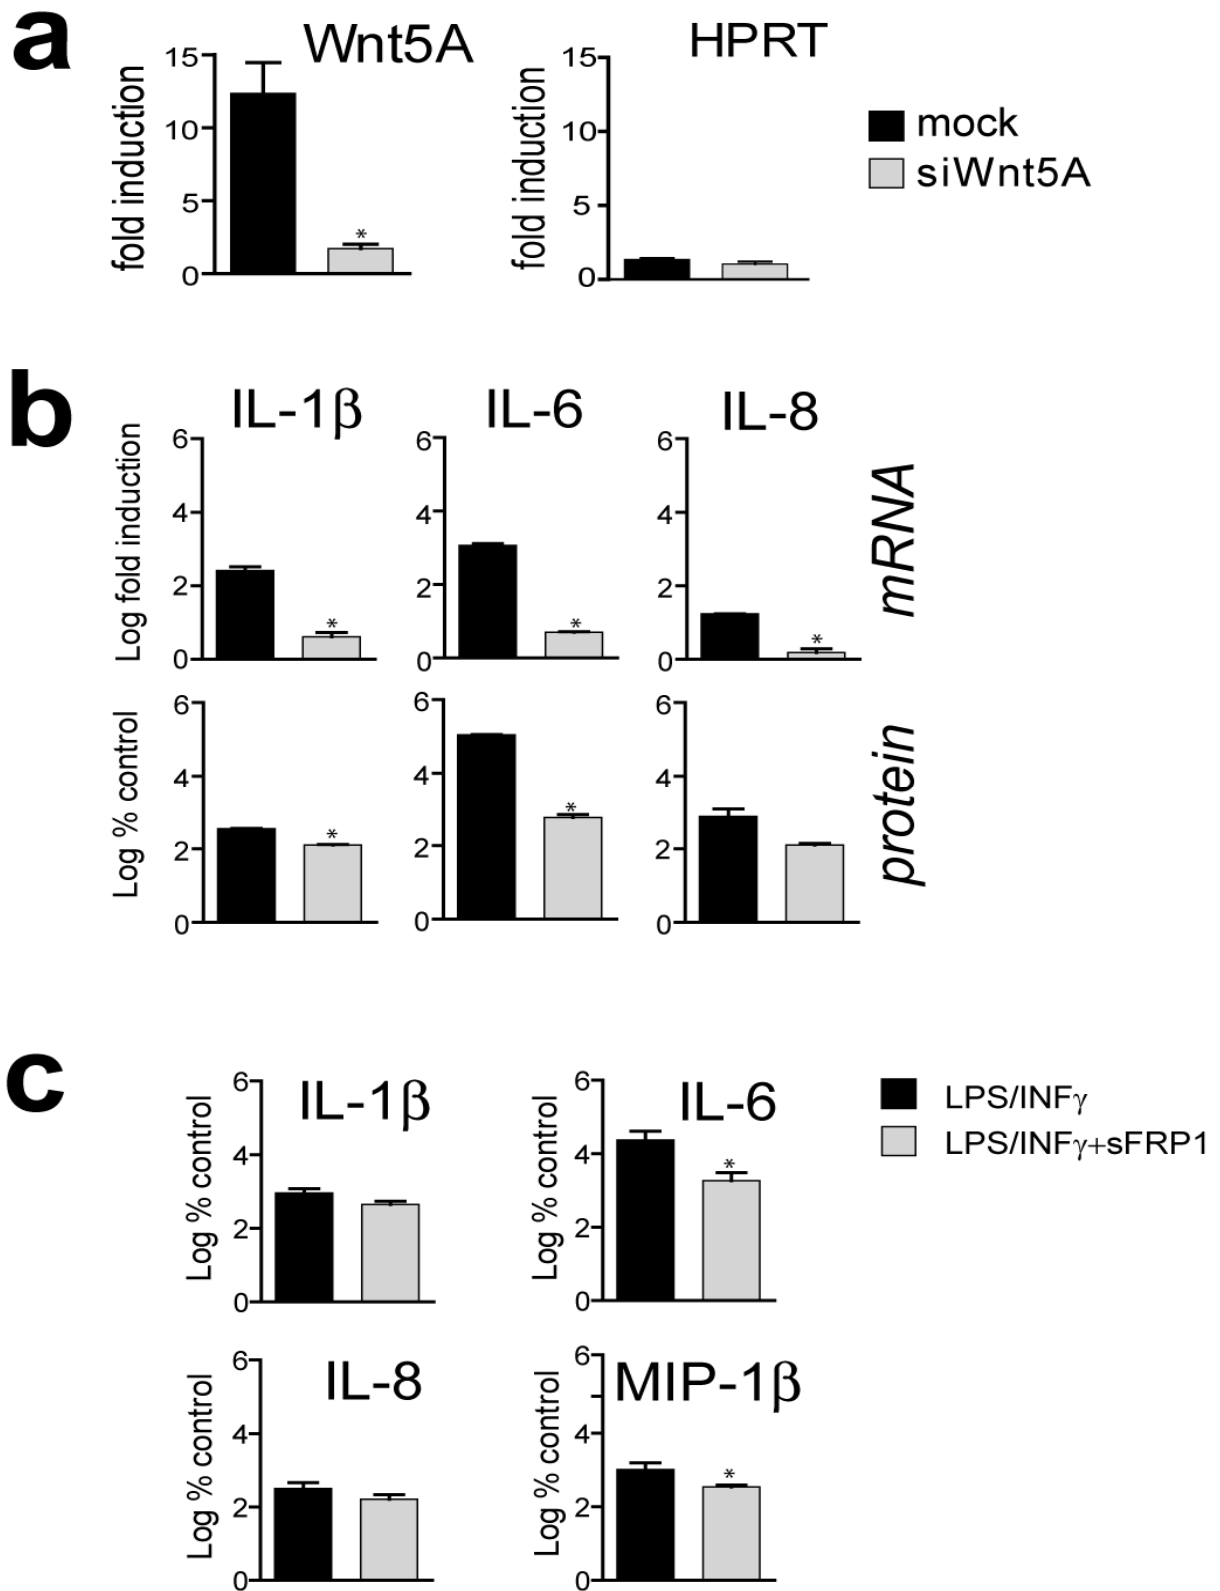 a
Wnt5A
HPRT
fold induction
15
10
5
0
*
fold induction
15
10
5
0
mock
siWnt5A
b
IL-1β
IL-6
IL-8
Log fold induction
6
4
2
0
*
6
4
2
0
*
6
4
2
0
*
mRNA
Log % control
6
4
2
0
*
6
4
2
0
*
6
4
2
0
protein
c
IL-1β
Log % control
6
4
2
0
IL-6
Log % control
6
4
2
0
*
LPS/INFγ
LPS/INFγ+sFRP1
IL-8
Log % control
6
4
2
0
MIP-1β
Log % control
6
4
2
0
*